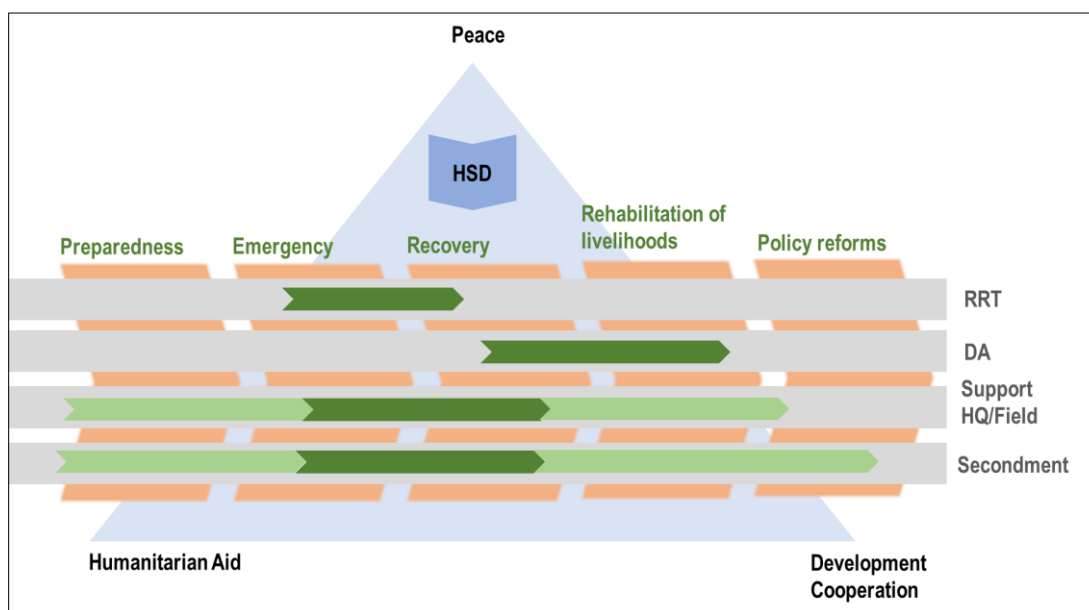 Peace
HSD
Preparedness
Emergency
Recovery
Rehabilitation of
livelihoods
Policy reforms
RRT
DA
Support
HQ/Field
Secondment
Humanitarian Aid
Development
Cooperation